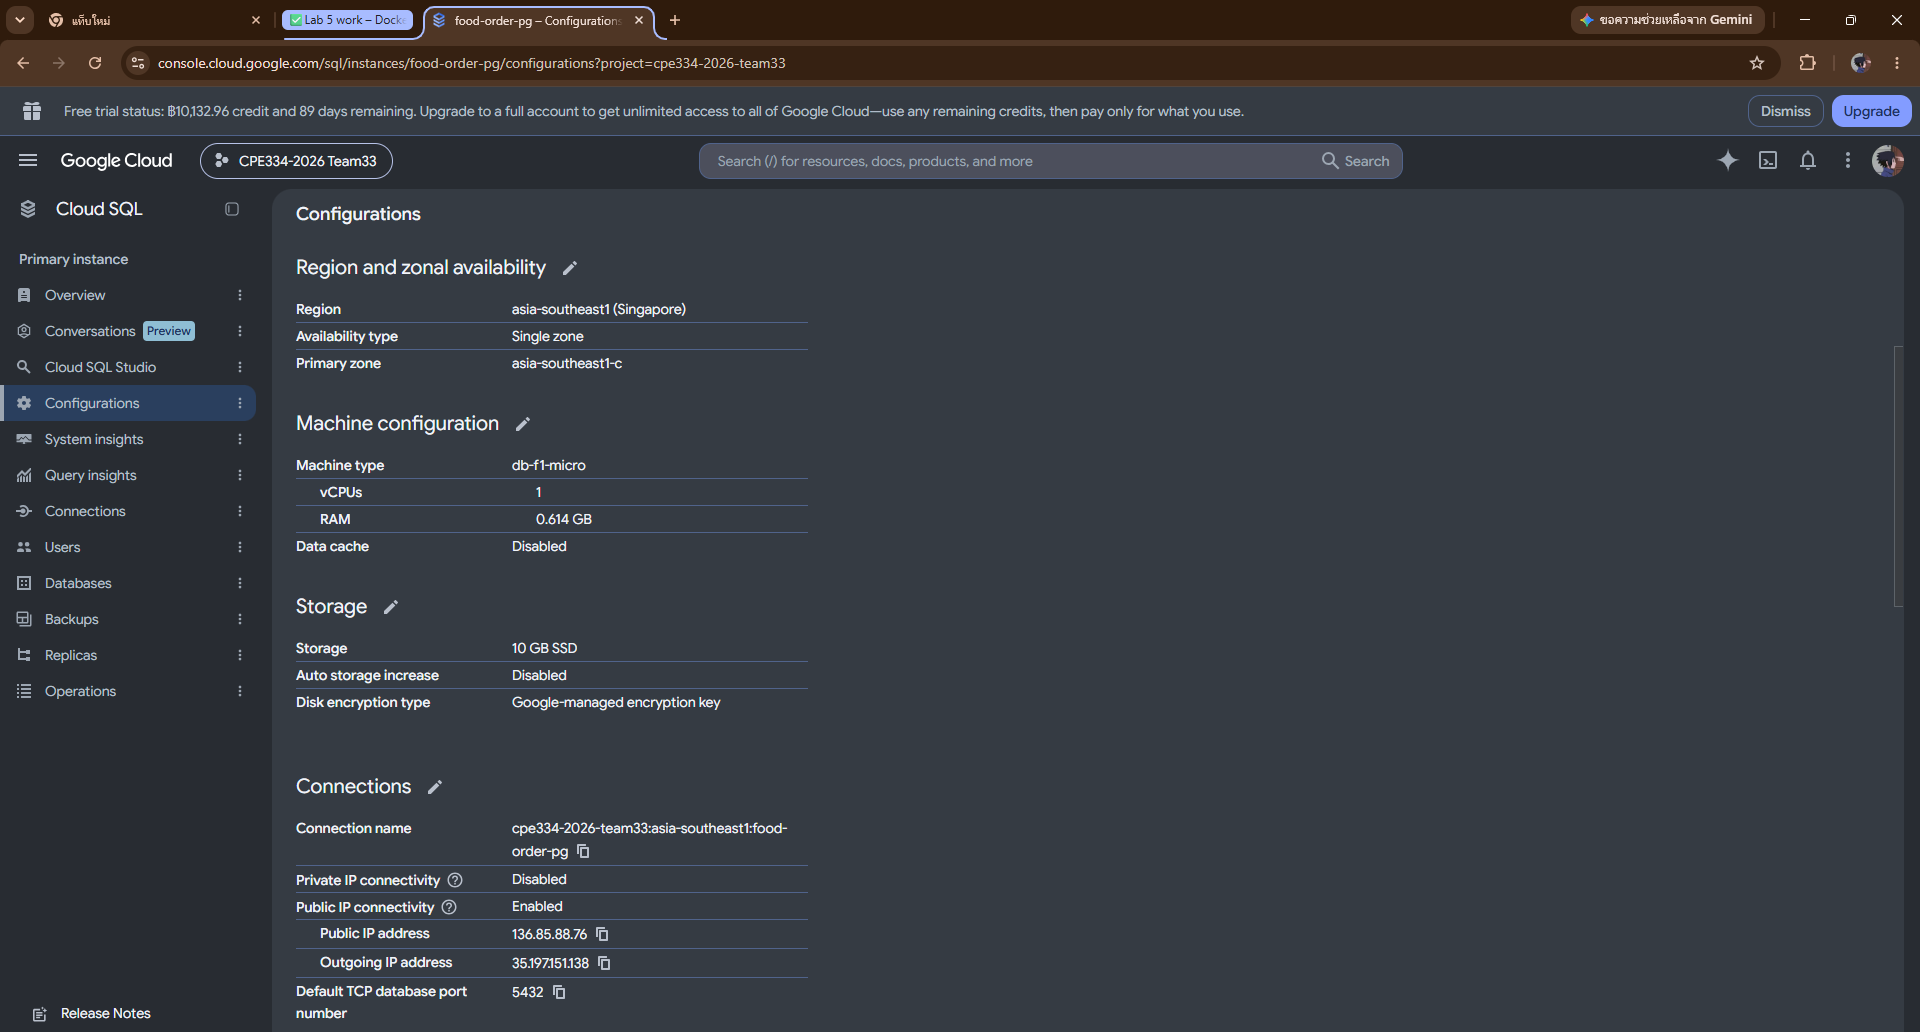 แท็บใหม่
Lab 5 work – Docke
food-order-pg – Configurations
ขอความช่วยเหลือจาก Gemini
console.cloud.google.com/sql/instances/food-order-pg/configurations?project=cpe334-2026-team33
Free trial status: ฿10,132.96 credit and 89 days remaining. Upgrade to a full account to get unlimited access to all of Google Cloud—use any remaining credits, then pay only for what you use.
Dismiss
Upgrade
Google Cloud
CPE334-2026 Team33
Search (/) for resources, docs, products, and more
Search
Cloud SQL
Primary instance
Overview
Conversations Preview
Cloud SQL Studio
Configurations
System insights
Query insights
Connections
Users
Databases
Backups
Replicas
Operations
Release Notes
Configurations
Region and zonal availability
Region asia-southeast1 (Singapore)
Availability type Single zone
Primary zone asia-southeast1-c
Machine configuration
Machine type db-f1-micro
vCPUs 1
RAM 0.614 GB
Data cache Disabled
Storage
Storage 10 GB SSD
Auto storage increase Disabled
Disk encryption type Google-managed encryption key
Connections
Connection name cpe334-2026-team33:asia-southeast1:food-
order-pg
Private IP connectivity Disabled
Public IP connectivity Enabled
Public IP address 136.85.88.76
Outgoing IP address 35.197.151.138
Default TCP database port 5432
number